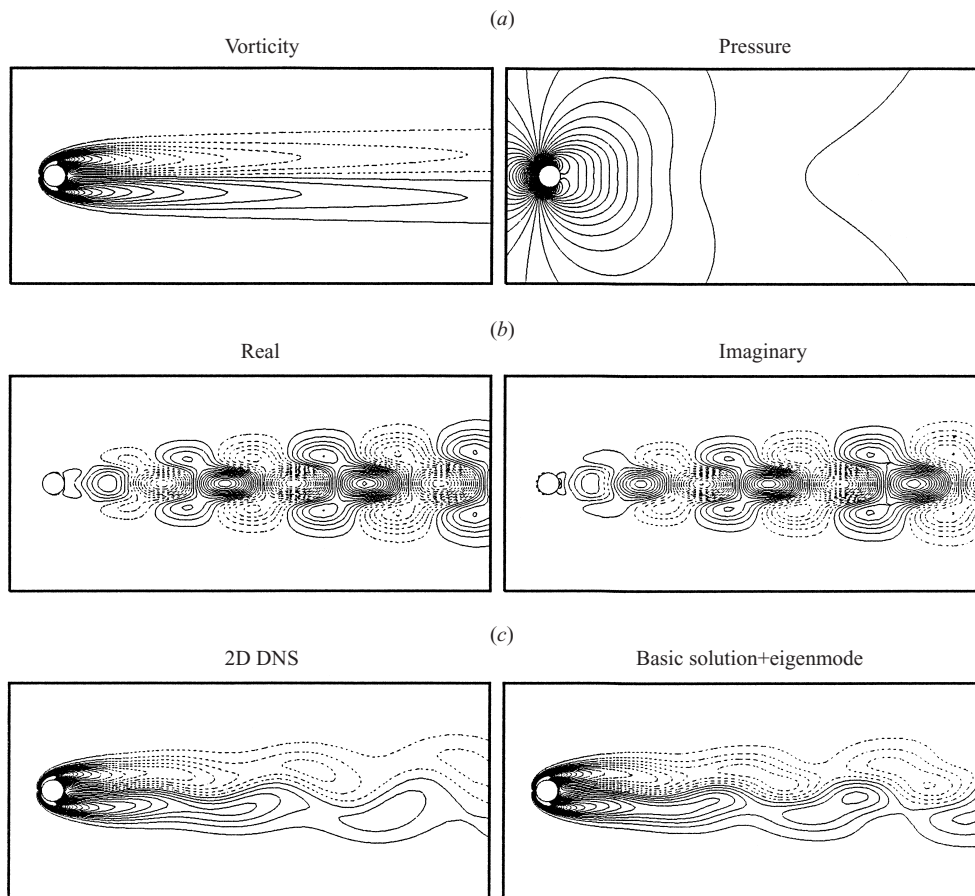 (a)
Vorticity
Pressure
(b)
Real
Imaginary
(c)
2D DNS
Basic solution+eigenmode